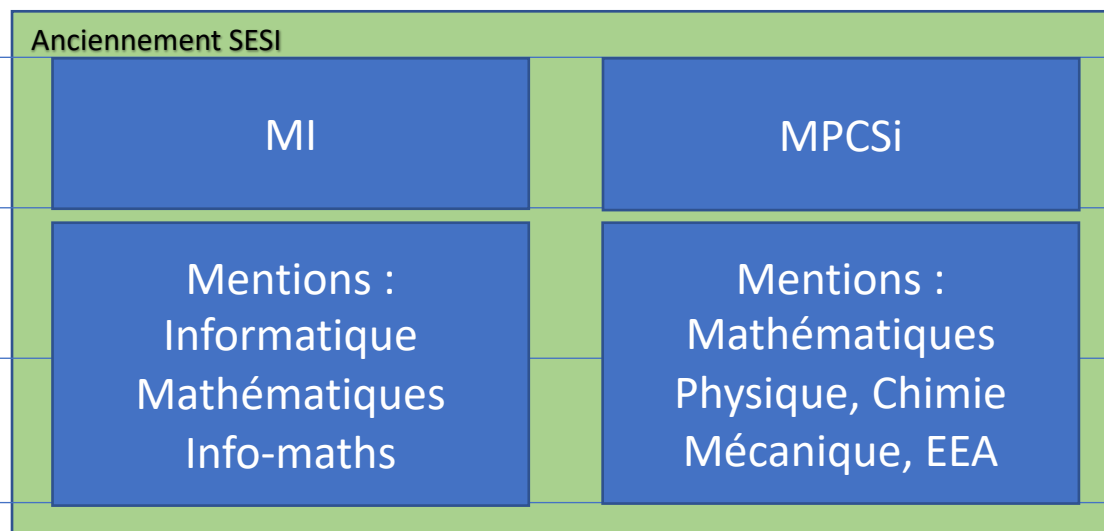 Anciennement SESI
MI
MPCSi
Mentions :
Informatique
Mathématiques
Info-maths
Mentions :
Mathématiques
Physique, Chimie
Mécanique, EEA